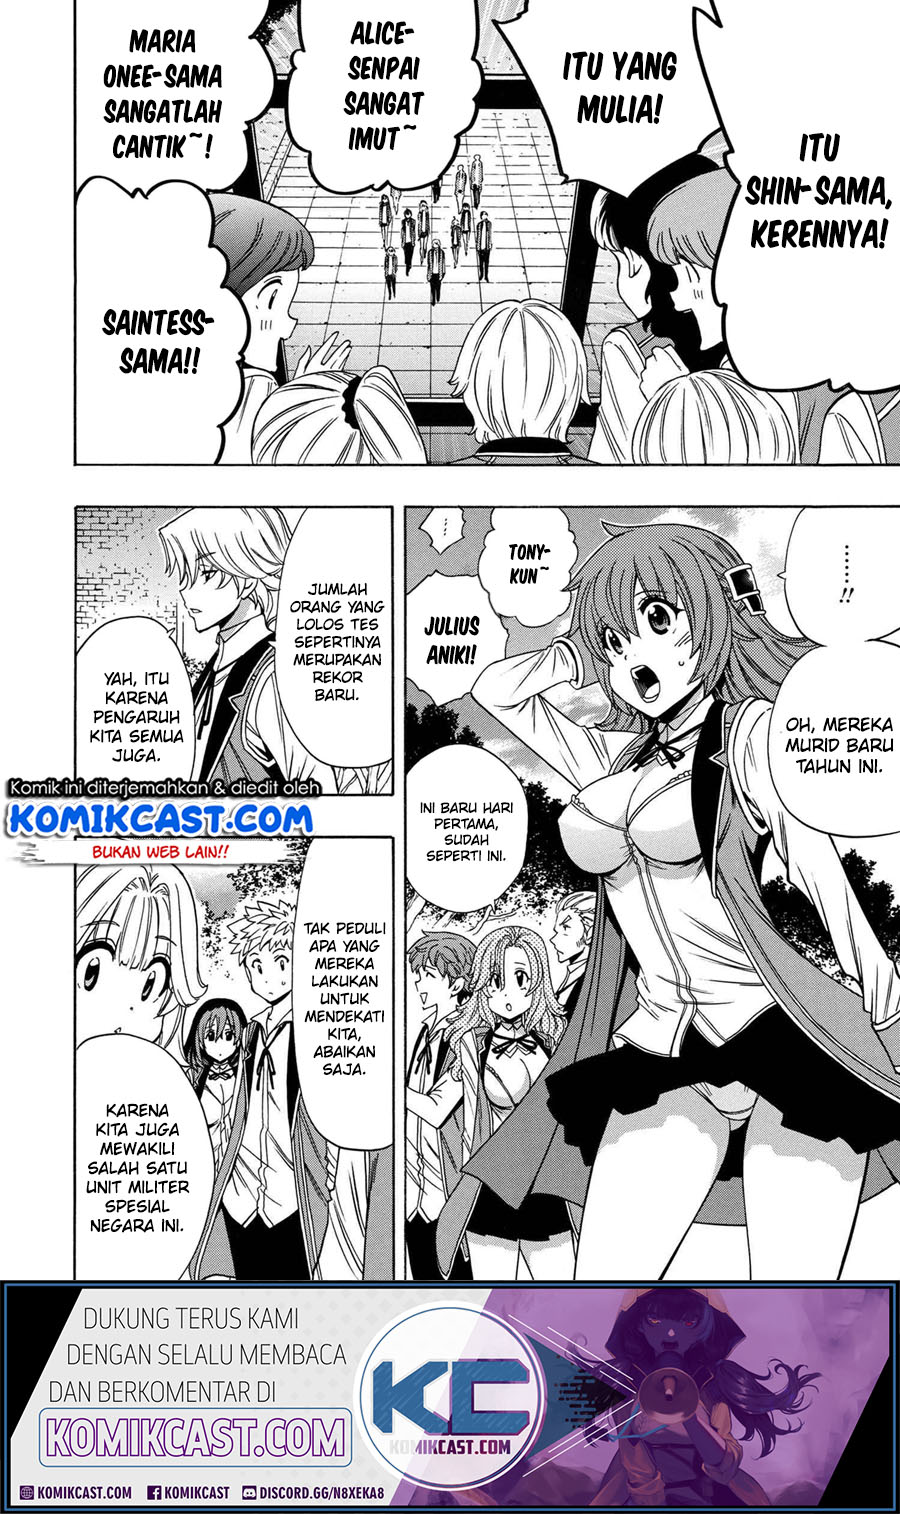 ITU
SHIN-SAMA,
KERENNYA!
ITU YANG
MULIA!
ALICE-
SENPAI
SANGAT
IMUT~
MARIA
ONEE-SAMA
SANGATLAH
CANTIK~!
SAINTESS-
SAMA!!
......!!
OH, MEREKA
MURID BARU
TAHUN INI.
TONY-
KUN~
...
JULIUS
ANIKI!
INI BARU HARI
PERTAMA,
SUDAH
SEPERTI INI.
JUMLAH
ORANG YANG
LOLOS TES
SEPERTINYA
MERUPAKAN
REKOR
BARU.
YAH, ITU
KARENA
PENGARUH
KITA SEMUA
JUGA.
Komik ini diterjemahkan & diedit oleh
KOMIKCAST.COM
BUKAN WEB LAIN!!
TAK PEDULI
APA YANG
MEREKA
LAKUKAN
UNTUK
MENDEKATI
KITA,
ABAIKAN
SAJA.
KARENA
KITA JUGA
MEWAKILI
SALAH SATU
UNIT MILITER
SPESIAL
NEGARA INI.
DUKUNG TERUS KAMI
DENGAN SELALU MEMBACA
DAN BERKOMENTAR DI
KOMIKCAST.COM
KC
KOMIKCAST.COM
KOMIKCAST.COM KOMIKCAST DISCORD.GG/N8XEKA8